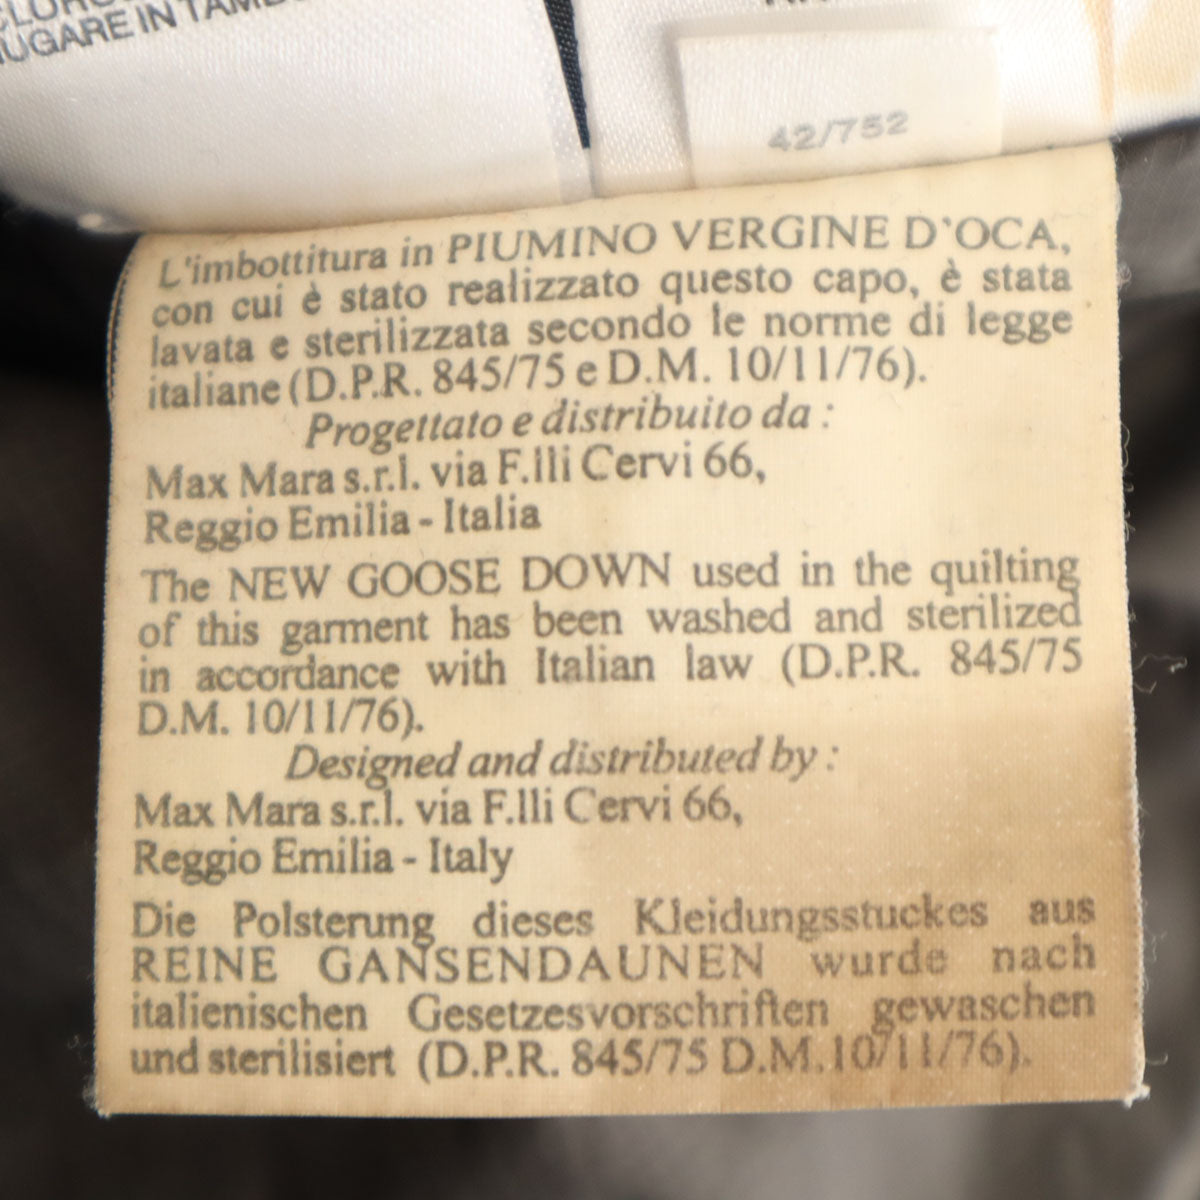 IUGARE IN TAMB
42/752
L'imbottitura in PIUMINO VERGINE D'OCA,
con cui è stato realizzato questo capo, è stata
lavata e sterilizzata secondo le norme di legge
italiane (D.P.R. 845/75 e D.M. 10/11/76).
Progettato e distribuito da :
Max Mara s.r.l. via F.lli Cervi 66,
Reggio Emilia - Italia
The NEW GOOSE DOWN used in the quilting
of this garment has been washed and sterilized
in accordance with Italian law (D.P.R. 845/75
D.M. 10/11/76).
Designed and distributed by :
Max Mara s.r.l. via F.lli Cervi 66,
Reggio Emilia - Italy
Die Polsterung dieses Kleidungsstuckes aus
REINE GANSENDAUNEN wurde nach
italienischen Gesetzesvorschriften gewaschen
und sterilisiert (D.P.R. 845/75 D.M. 10/11/76).